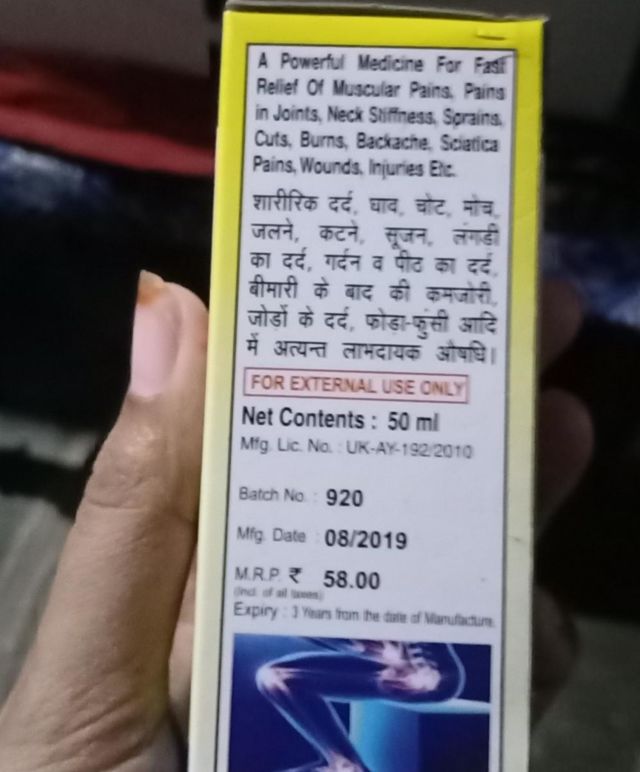 A Powerful Medicine For Fast
Relief Of Muscular Pains, Pains
in Joints, Neck Stiffness, Sprains,
Cuts, Burns, Backache, Sciatica
Pains, Wounds, Injuries Etc.
शारीरिक दर्द, घाव, चोट, मोच,
जलने, कटने, सूजन, लंगडी
का दर्द, गर्दन व पीठ का दर्द,
बीमारी के बाद की कमजोरी,
जोड़ों के दर्द, फोडा-फुंसी आदि
में अत्यन्त लाभदायक औषधि।
FOR EXTERNAL USE ONLY
Net Contents : 50 ml
Mfg. Lic. No. : UK-AY-192/2010
Batch No. : 920
Mfg. Date : 08/2019
M.R.P. ₹ 58.00
(Incl. of all taxes)
Expiry : 3 Years from the date of Manufacture.